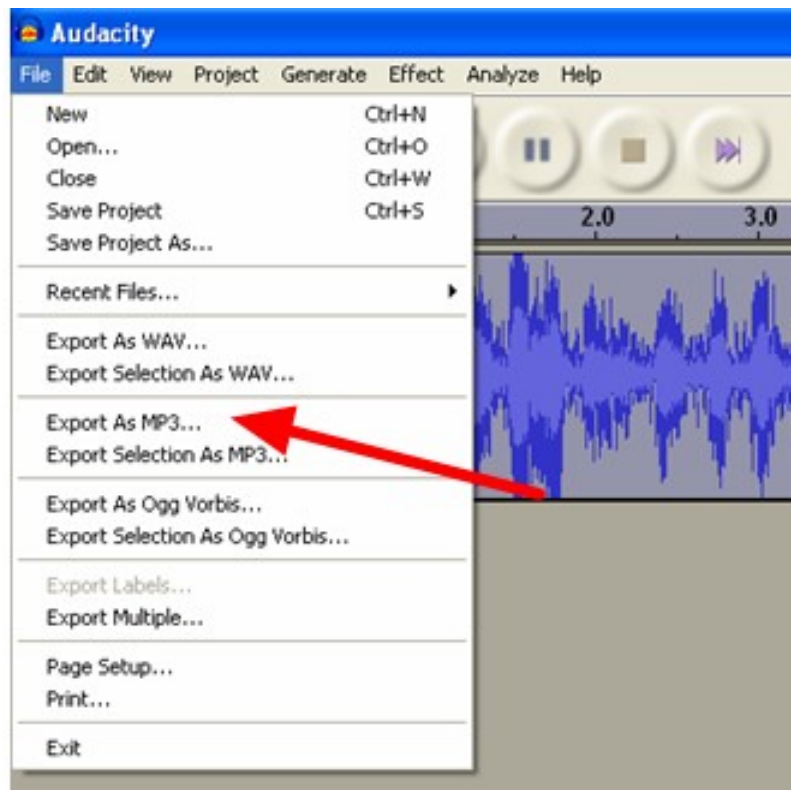 Audacity
File Edit View Project Generate Effect Analyze Help
New Ctrl+N
Open... Ctrl+O
Close Ctrl+W
Save Project Ctrl+S
Save Project As...
2.0 3.0
Recent Files...
Export As WAV...
Export Selection As WAV...
Export As MP3...
Export Selection As MP3...
Export As Ogg Vorbis...
Export Selection As Ogg Vorbis...
Export Labels...
Export Multiple...
Page Setup...
Print...
Exit